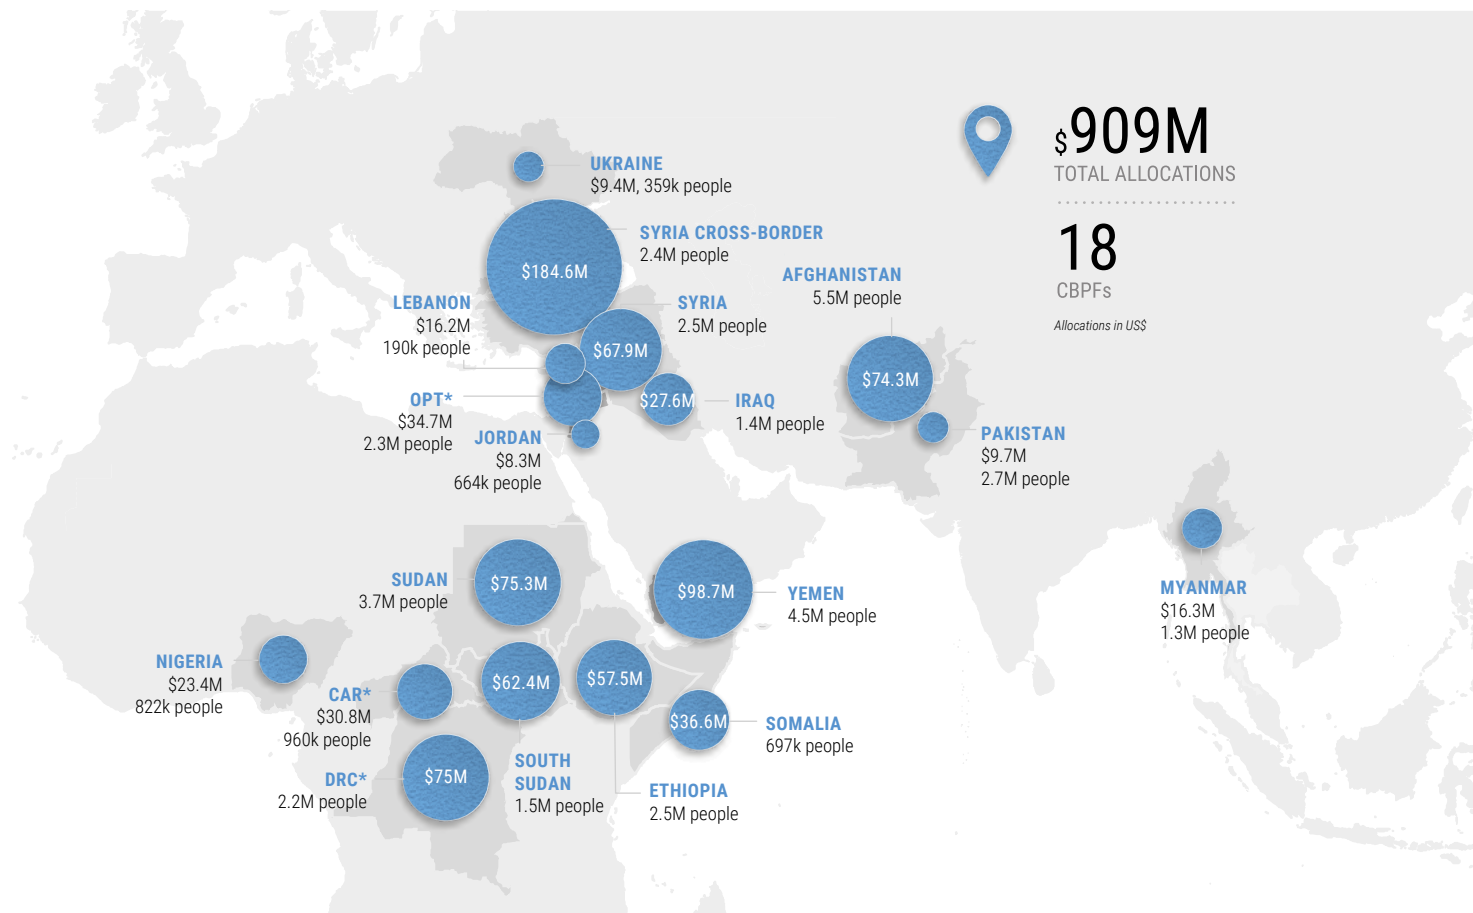 $909M
TOTAL ALLOCATIONS
18
CBPFs
Allocations in US$
UKRAINE
$9.4M, 359k people
SYRIA CROSS-BORDER
2.4M people
$184.6M
AFGHANISTAN
5.5M people
$74.3M
LEBANON
$16.2M
190k people
SYRIA
2.5M people
$67.9M
OPT*
$34.7M
2.3M people
$27.6M
IRAQ
1.4M people
JORDAN
$8.3M
664k people
PAKISTAN
$9.7M
2.7M people
SUDAN
3.7M people
$75.3M
$98.7M
YEMEN
4.5M people
MYANMAR
$16.3M
1.3M people
NIGERIA
$23.4M
822k people
CAR*
$30.8M
960k people
$62.4M
$57.5M
$36.6M
SOMALIA
697k people
DRC*
2.2M people
$75M
SOUTH
SUDAN
1.5M people
ETHIOPIA
2.5M people